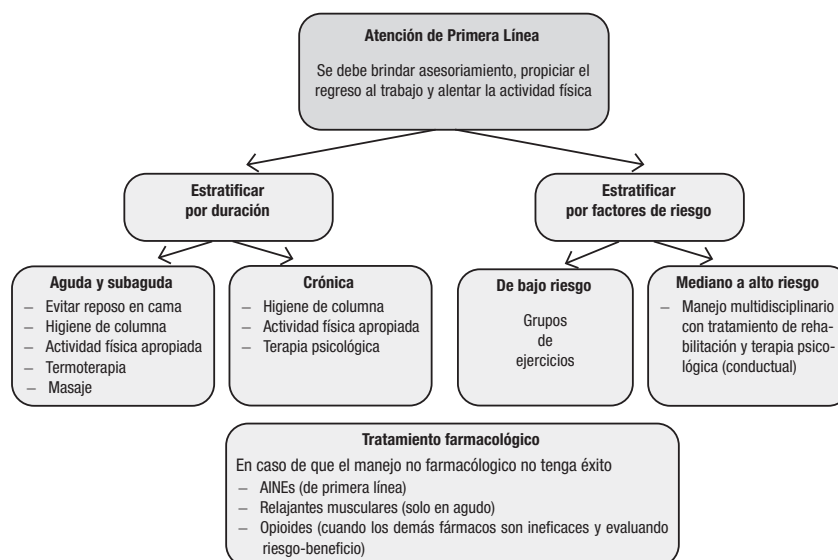 Atención de Primera Línea
Se debe brindar asesoriamiento, propiciar el
regreso al trabajo y alentar la actividad física
Estratificar
por duración
Estratificar
por factores de riesgo
Aguda y subaguda
– Evitar reposo en cama
– Higiene de columna
– Actividad física apropiada
– Termoterapia
– Masaje
Crónica
– Higiene de columna
– Actividad física apropiada
– Terapia psicológica
De bajo riesgo
Grupos
de
ejercicios
Mediano a alto riesgo
– Manejo multidisciplinario
con tratamiento de reha-
bilitación y terapia psico-
lógica (conductual)
Tratamiento farmacológico
En caso de que el manejo no farmácologico no tenga éxito
– AINEs (de primera línea)
– Relajantes musculares (solo en agudo)
– Opioides (cuando los demás fármacos son ineficaces y evaluando
riesgo-beneficio)